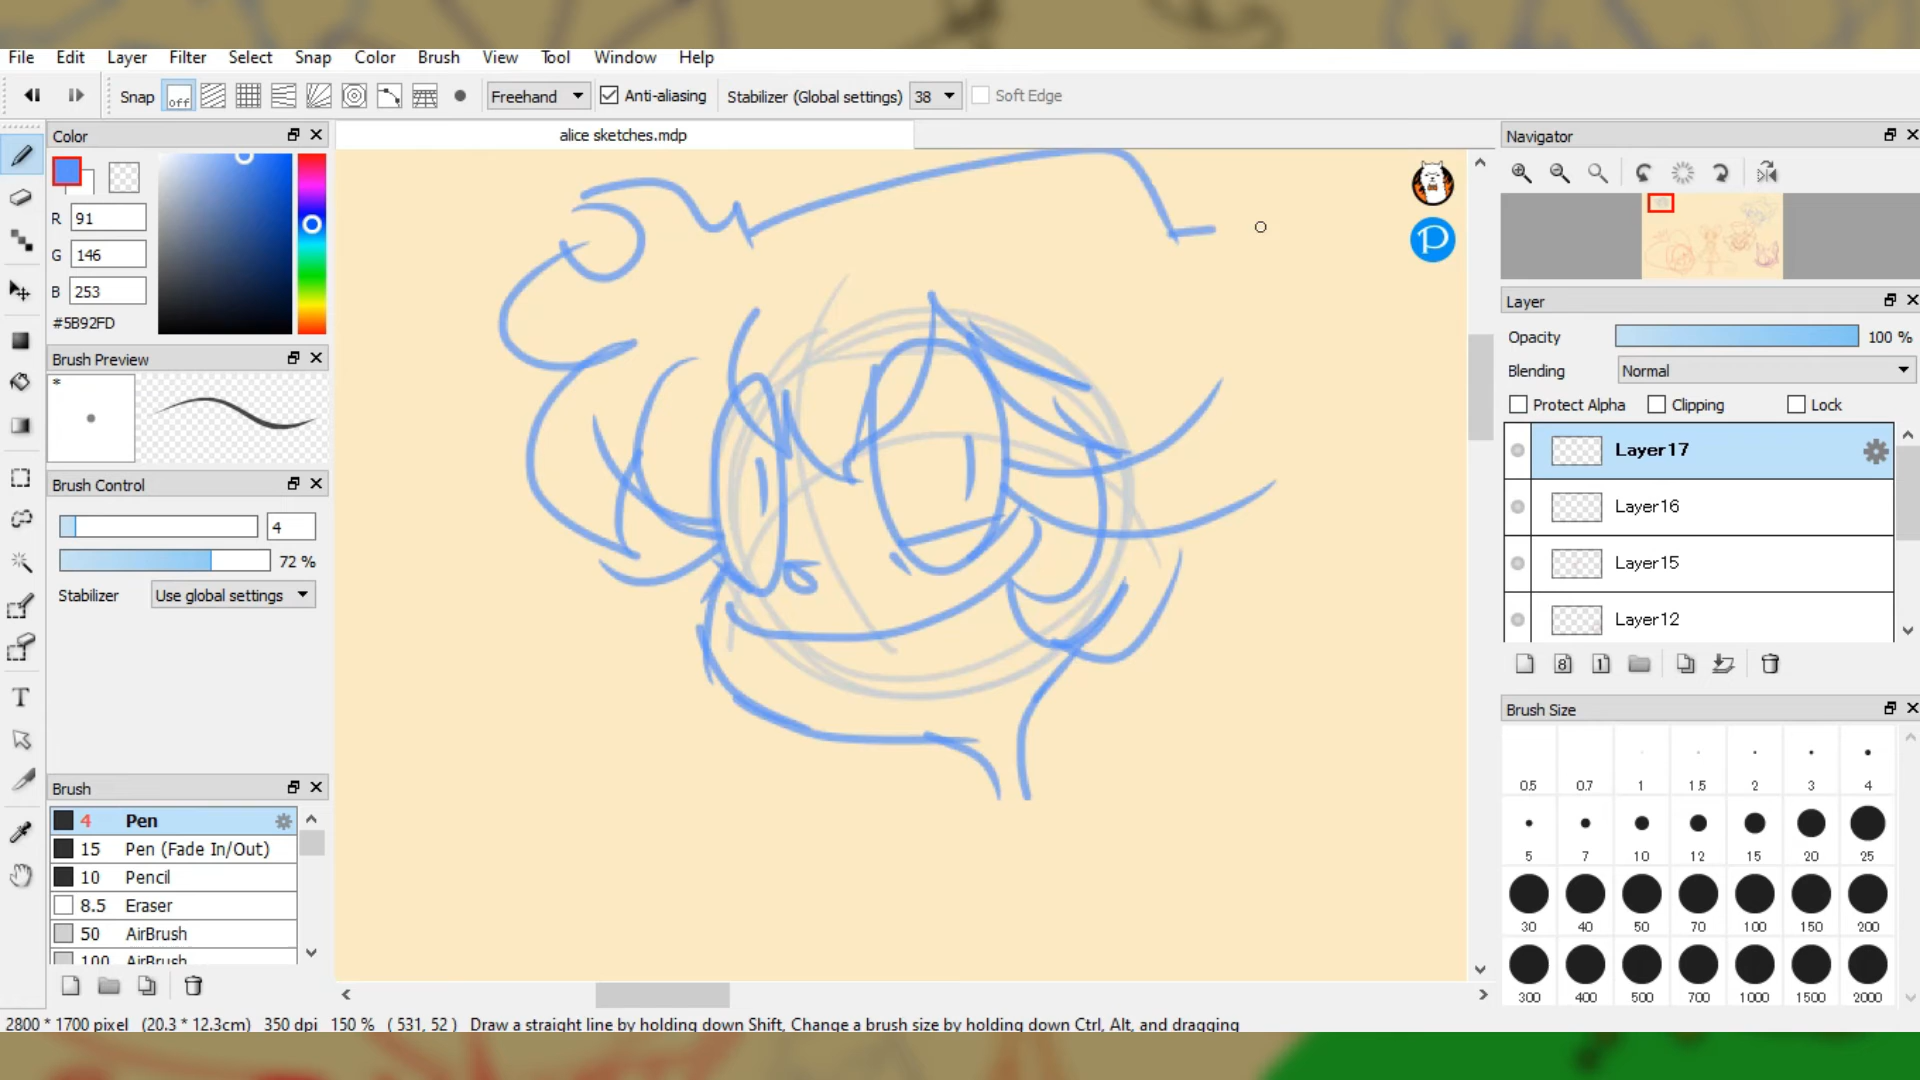 File Edit Layer Filter Select Snap Color Brush View Tool Window Help
Snap off Freehand Anti-aliasing Stabilizer (Global settings) 38 Soft Edge
Color
alice sketches.mdp
R 91
G 146
B 253
#5B92FD
Brush Preview
*
Brush Control
4
72 %
Stabilizer Use global settings
Brush
4 Pen
15 Pen (Fade In/Out)
10 Pencil
8.5 Eraser
50 AirBrush
100 AirBrush
P
Navigator
Layer
Opacity 100 %
Blending Normal
Protect Alpha Clipping Lock
Layer17
Layer16
Layer15
Layer12
8 1
Brush Size
0.5 0.7 1 1.5 2 3 4
5 7 10 12 15 20 25
30 40 50 70 100 150 200
300 400 500 700 1000 1500 2000
T
2800 * 1700 pixel (20.3 * 12.3cm) 350 dpi 150 % ( 531, 52 ) Draw a straight line by holding down Shift, Change a brush size by holding down Ctrl, Alt, and dragging